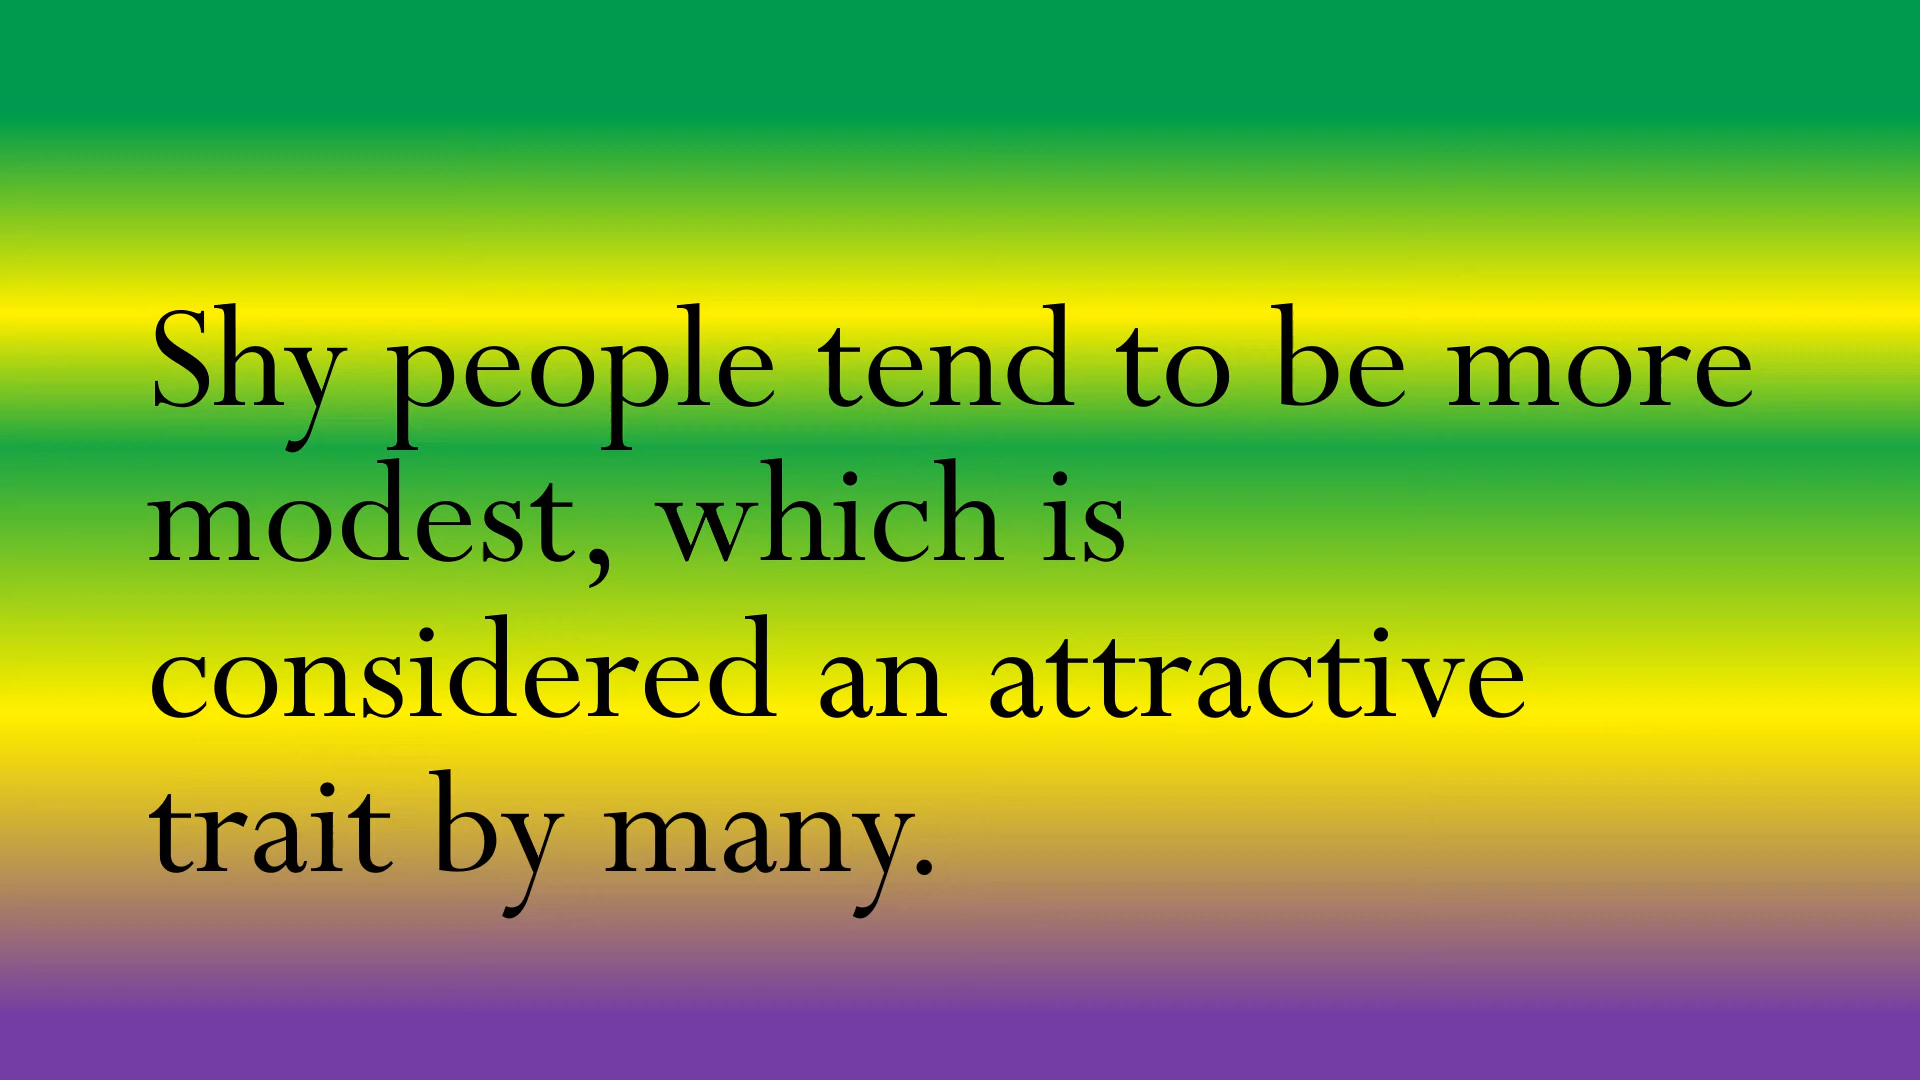 Shy people tend to be more
modest, which is
considered an attractive
trait by many.